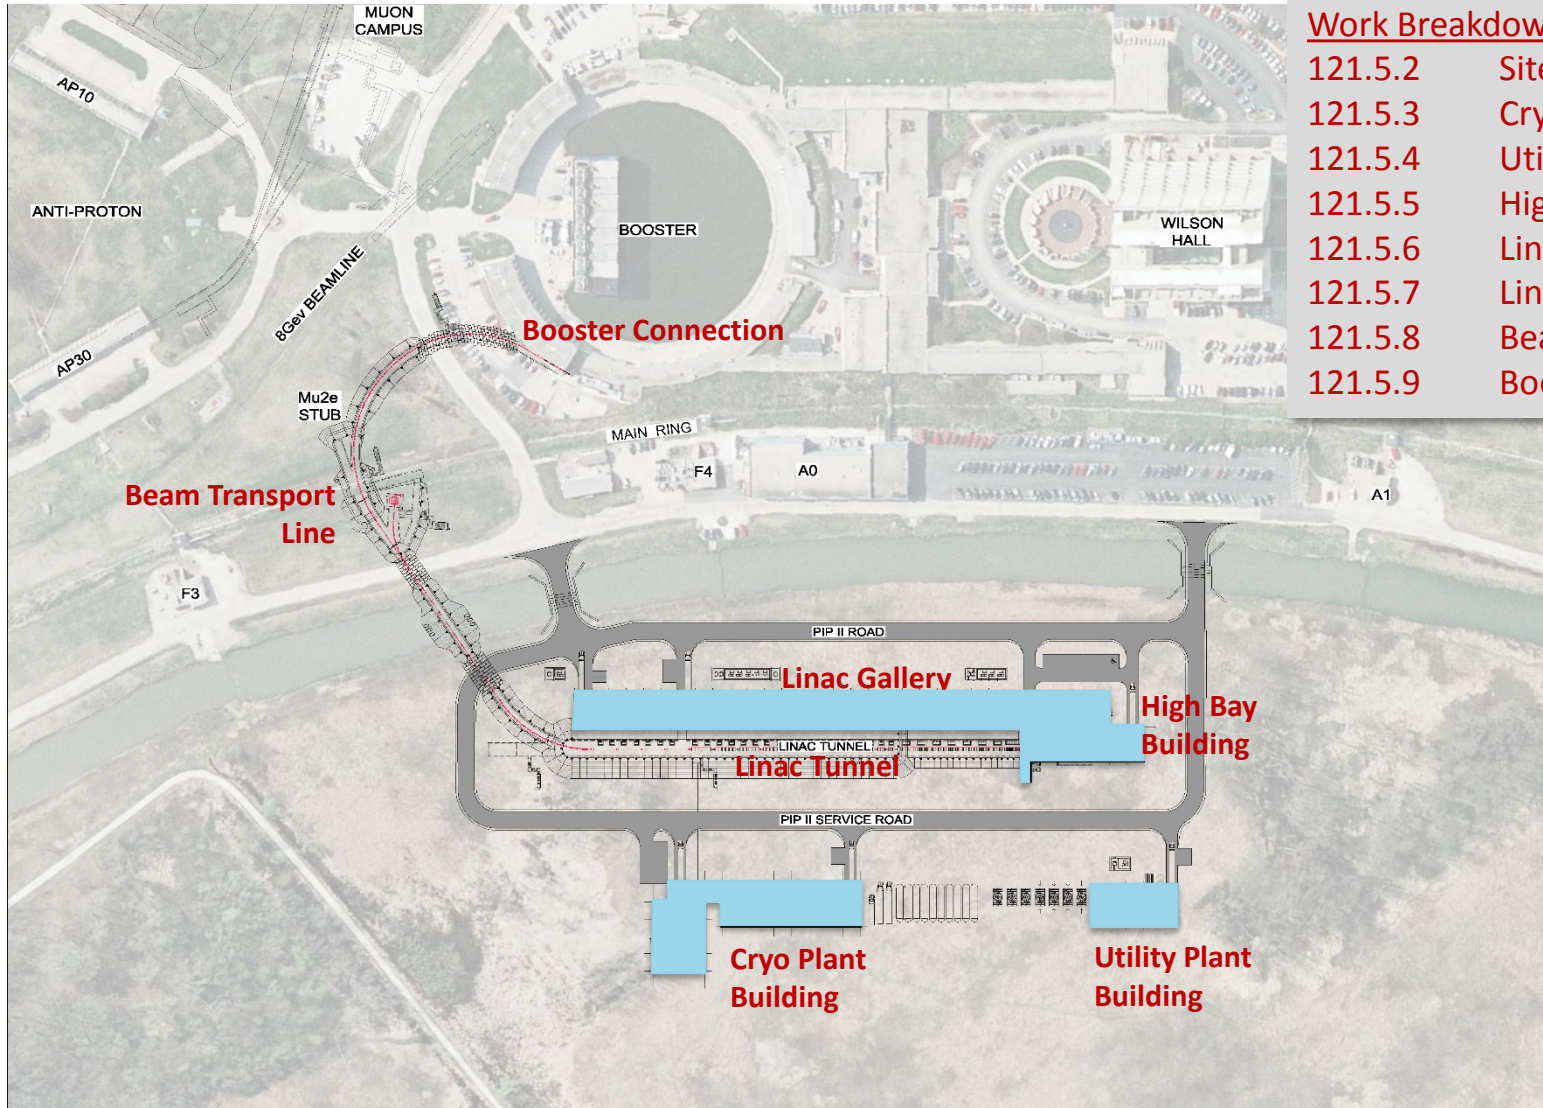 MUON
CAMPUS
AP10
ANTI-PROTON
8Gev BEAMLINE
AP30
BOOSTER
WILSON
HALL
Booster Connection
Mu2e
STUB
MAIN RING
F4
A0
A1
Beam Transport
Line
F3
PIP II ROAD
Linac Gallery
High Bay
Building
LINAC TUNNEL
Linac Tunnel
PIP II SERVICE ROAD
Cryo Plant
Building
Utility Plant
Building
Work Breakdow
121.5.2 Site
121.5.3 Cry
121.5.4 Uti
121.5.5 Hig
121.5.6 Lin
121.5.7 Lin
121.5.8 Bea
121.5.9 Boo